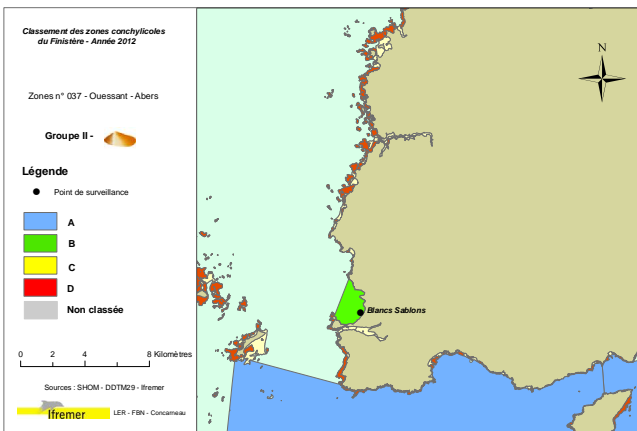 Classement des zones conchylicoles
du Finistère - Année 2012
Zones n° 037 - Ouessant - Abers
Groupe II -
Légende
Point de surveillance
A
B
C
D
Non classée
0 2 4 8 Kilomètres
Sources : SHOM - DDTM29 - Ifremer
Ifremer
LER - FBN - Concarneau
N
Blancs Sablons